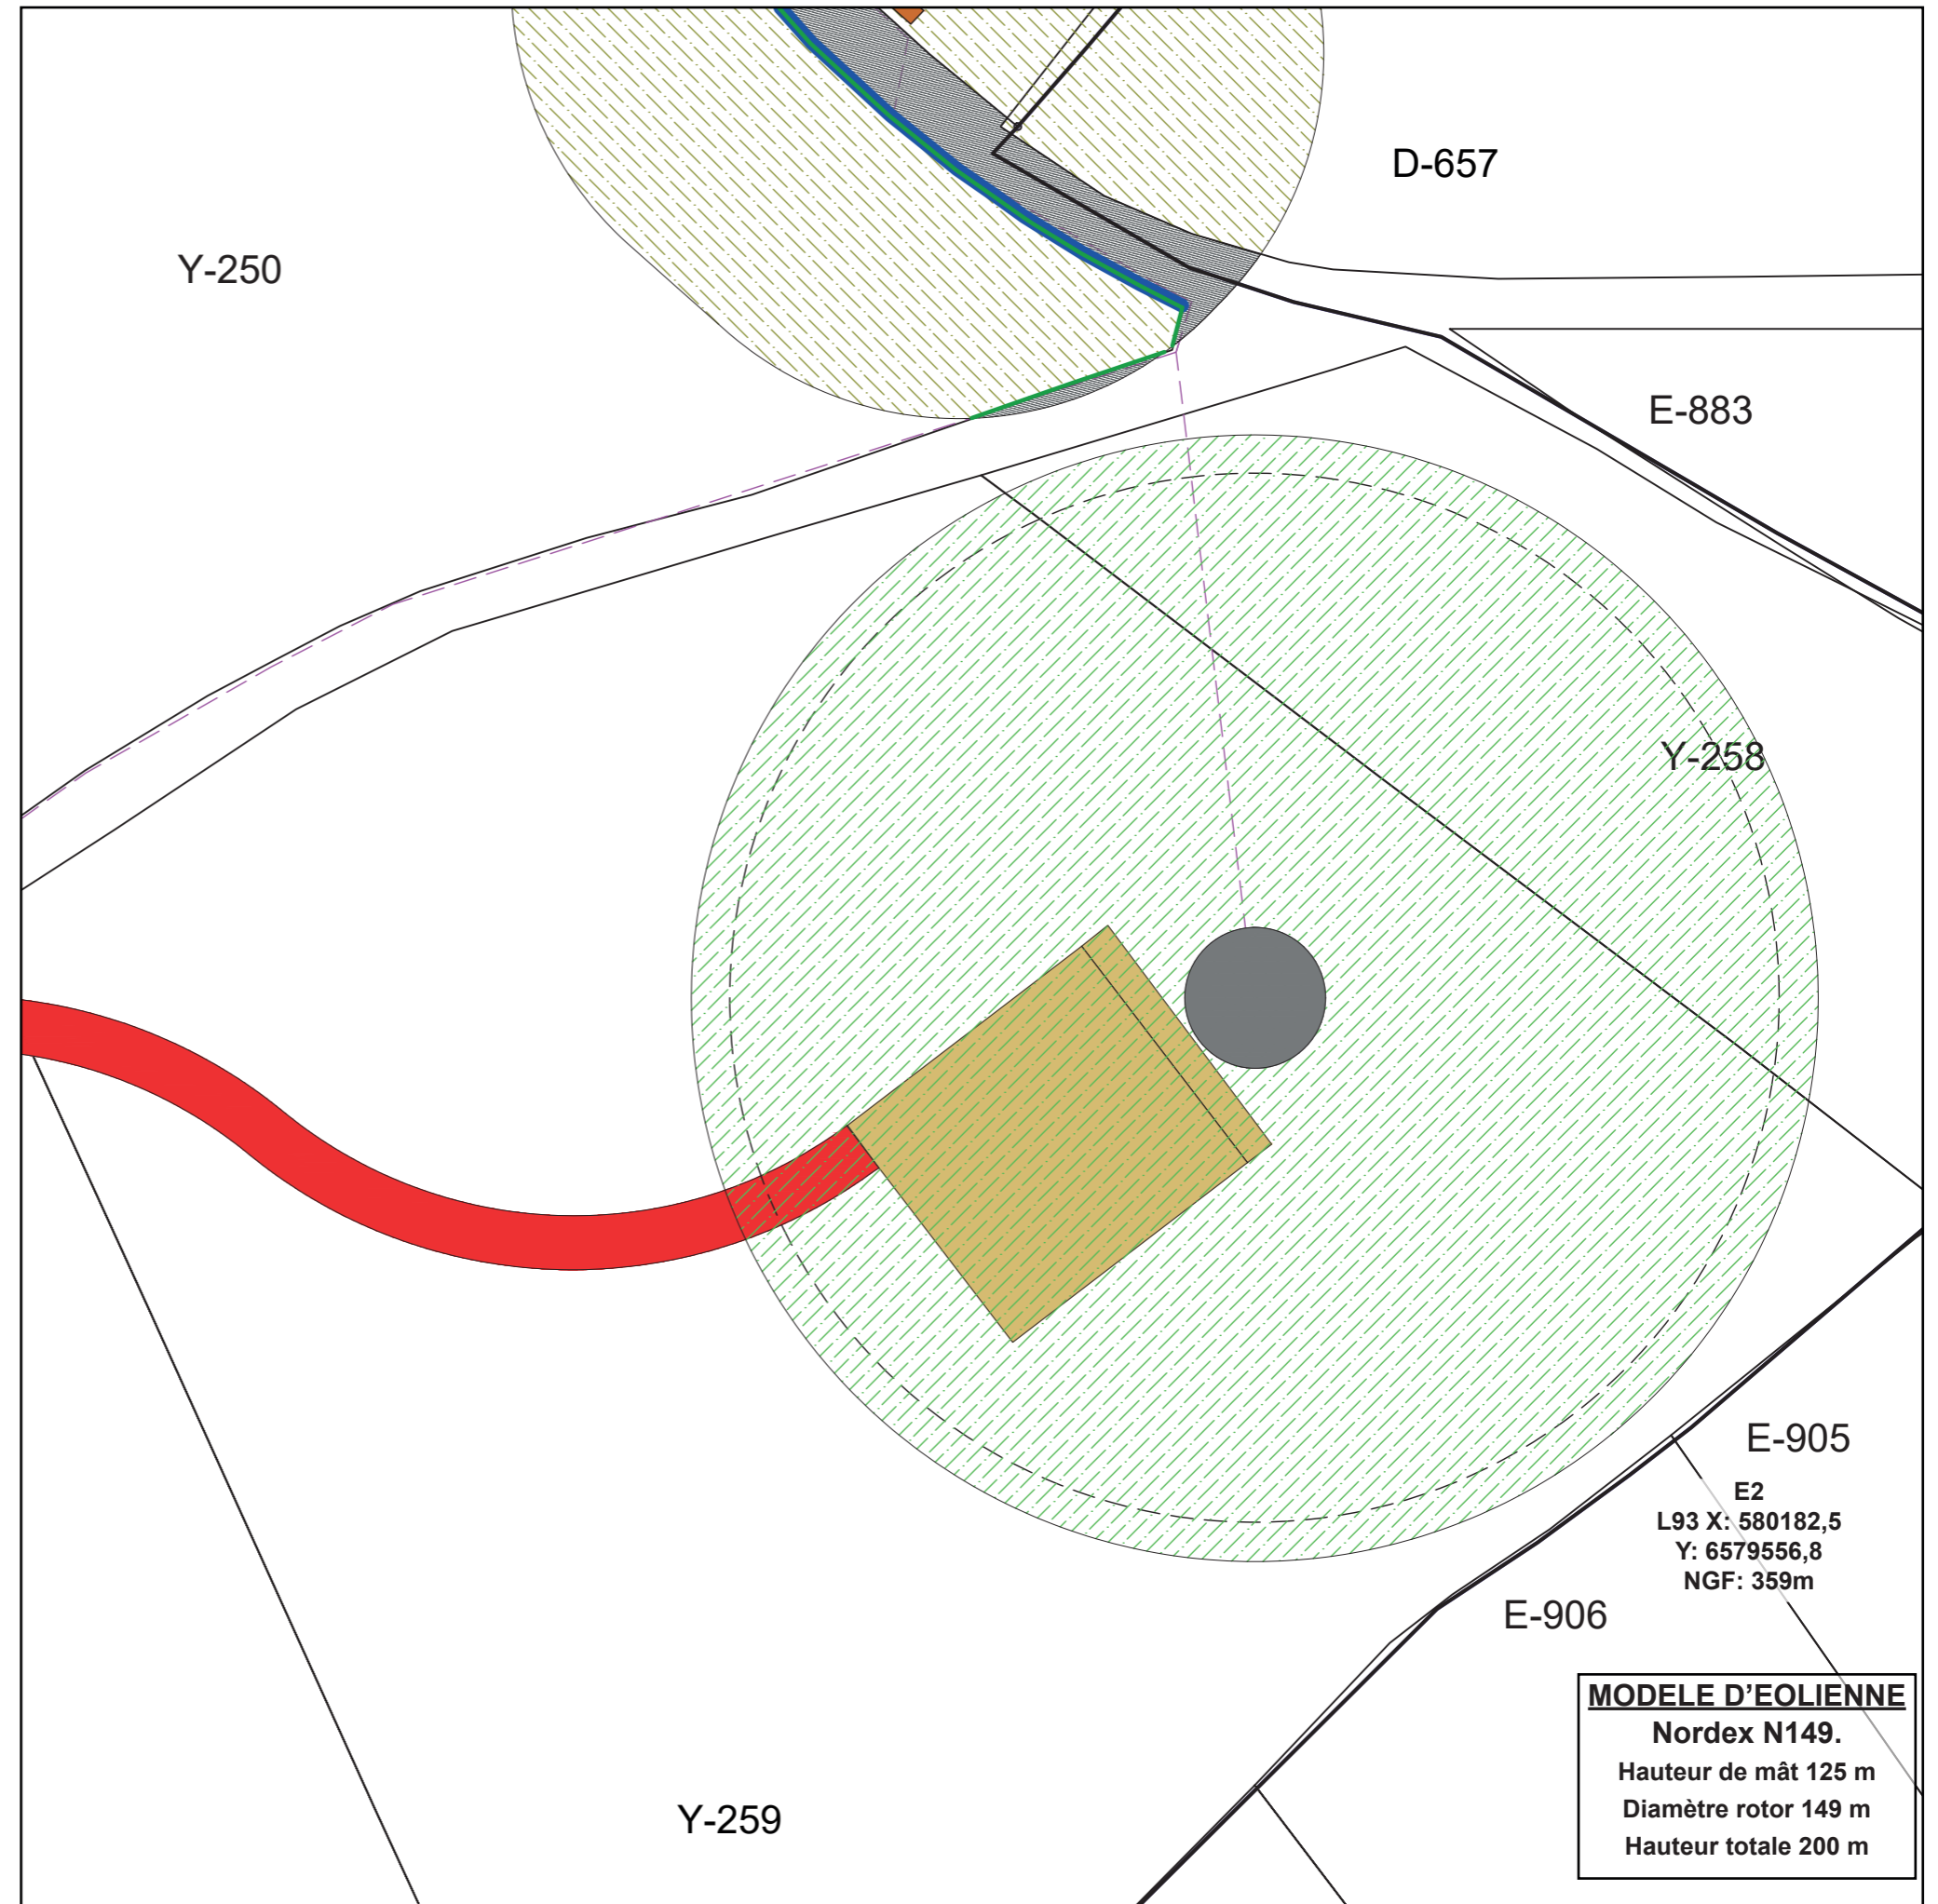 D-657
Y-250
E-883
Y-258
E-905
E2
L93 X: 580182,5
Y: 6579556,8
NGF: 359m
E-906
MODELE D'EOLIENNE
Nordex N149.
Hauteur de mât 125 m
Diamètre rotor 149 m
Hauteur totale 200 m
Y-259